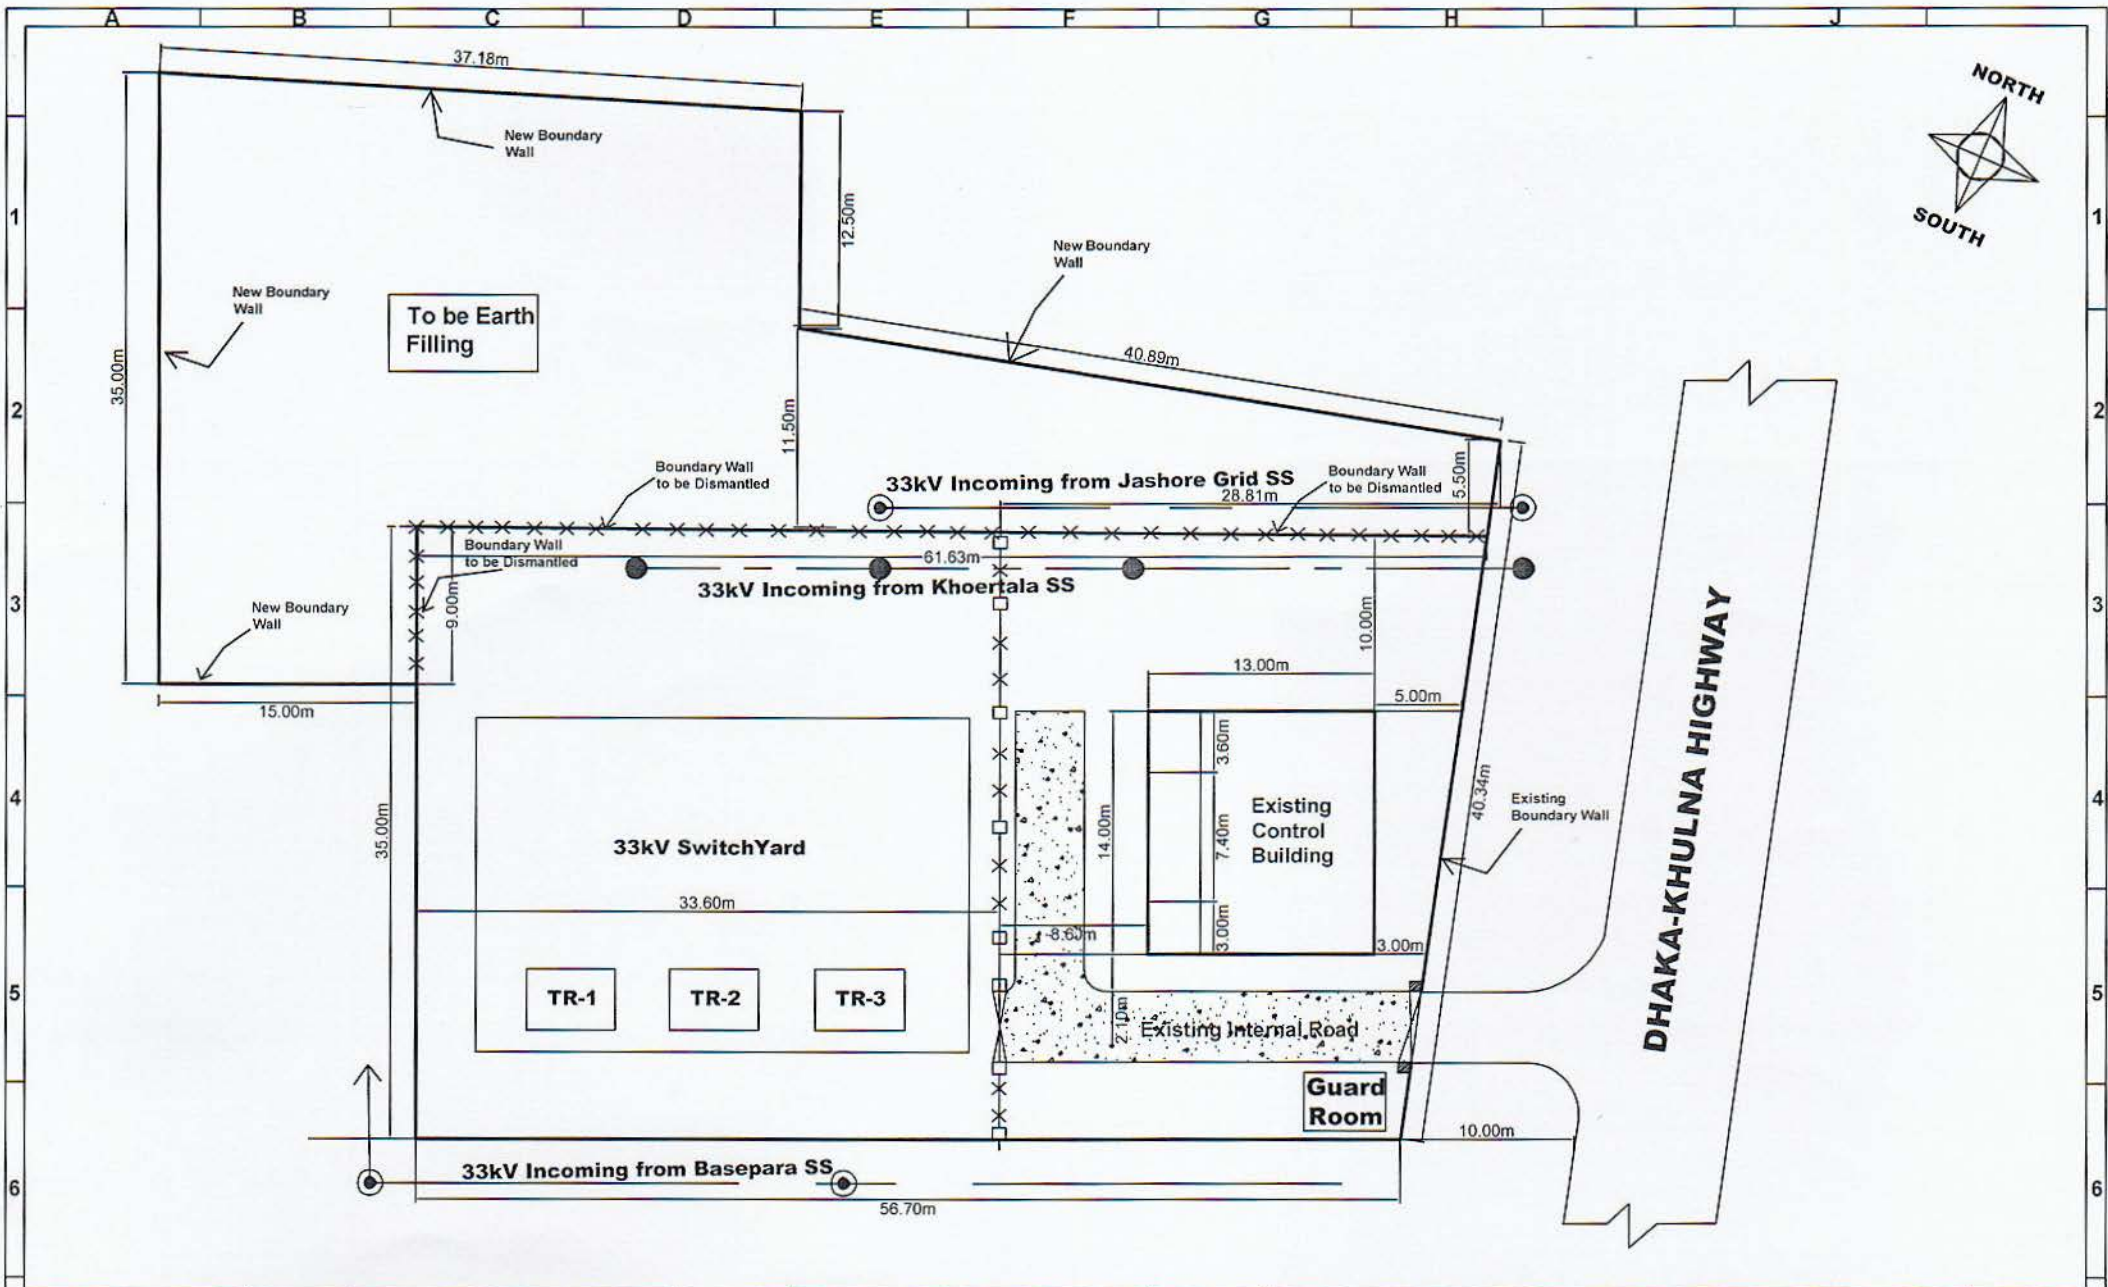 A B C D E F G H J
37.18m
NORTH
New Boundary
Wall
12.50m
1
1
SOUTH
New Boundary
Wall
New Boundary
Wall
To be Earth
Filling
40.89m
35.00m
2
2
11.50m
Boundary Wall
to be Dismantled
33kV Incoming from Jashore Grid SS
28.81m
Boundary Wall
to be Dismantled
5.50m
Boundary Wall
to be Dismantled
61.63m
33kV Incoming from Khoertala SS
9.00m
3
3
New Boundary
Wall
10.00m
13.00m
5.00m
15.00m
3.60m
35.00m
4
4
33kV SwitchYard
14.00m
7.40m
Existing
Control
Building
40.34m
Existing
Boundary Wall
DHAKA-KHULNA HIGHWAY
33.60m
8.60m
3.00m
3.00m
5
5
TR-1
TR-2
TR-3
2.10m
Existing Internal Road
Guard
Room
10.00m
33kV Incoming from Basepara SS
6
6
56.70m